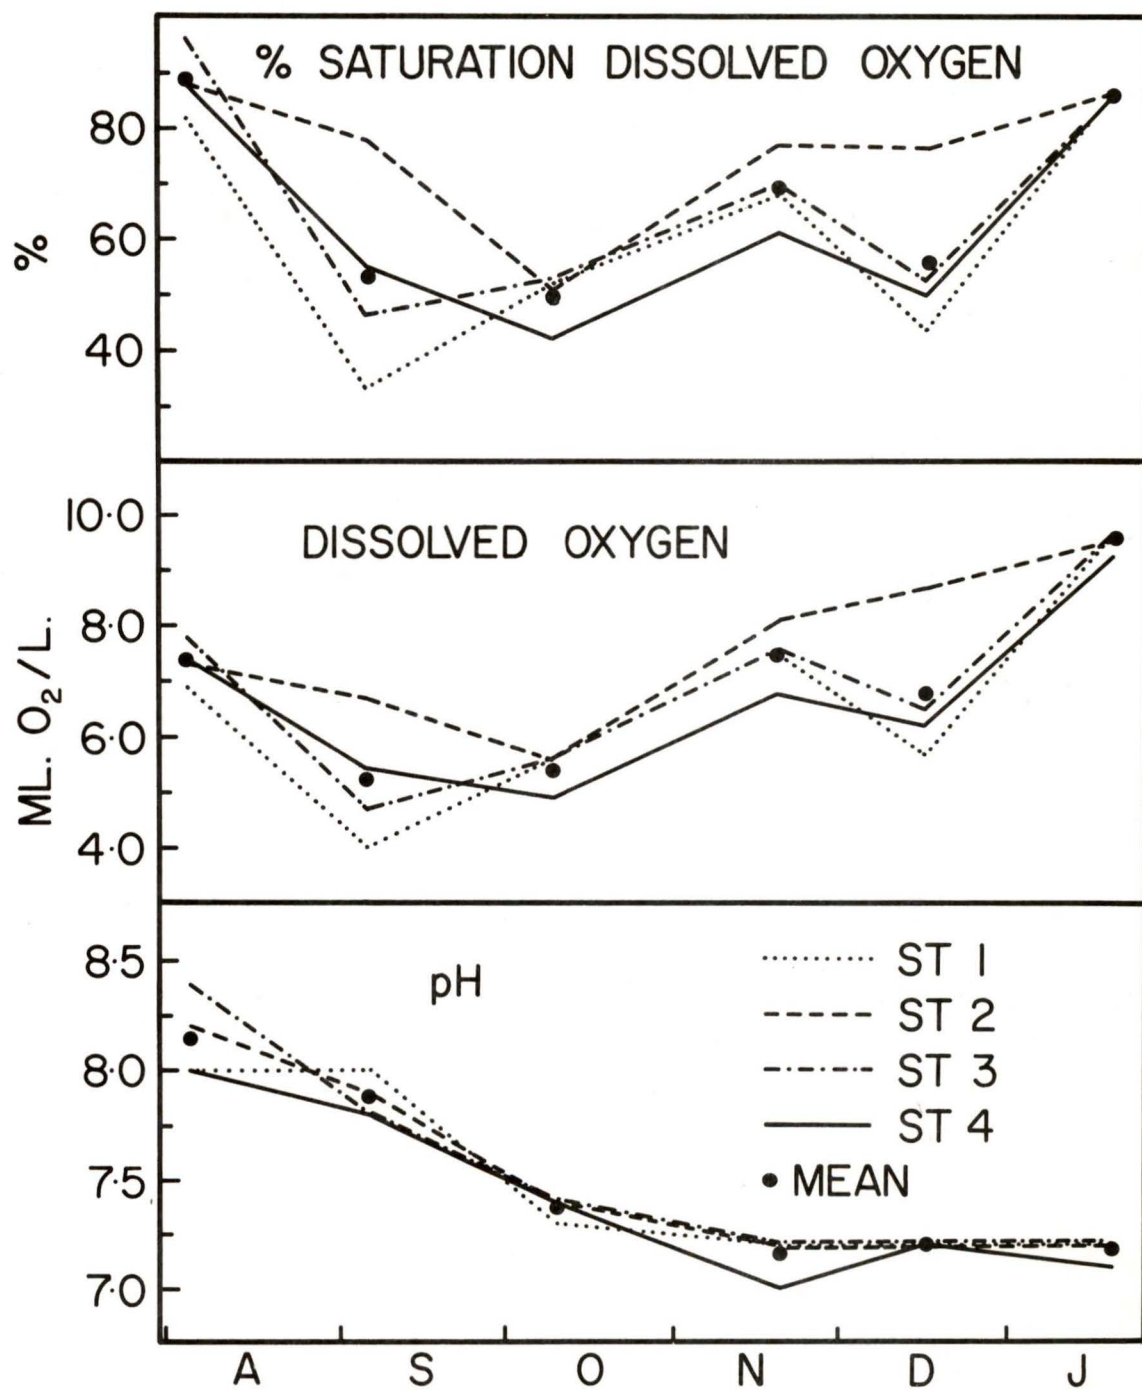 % SATURATION DISSOLVED OXYGEN
80
60
40
%
DISSOLVED OXYGEN
10·0
8·0
6·0
4·0
ML. O₂/L.
pH
8·5
8·0
7·5
7·0
ST 1
ST 2
ST 3
ST 4
MEAN
A S O N D J